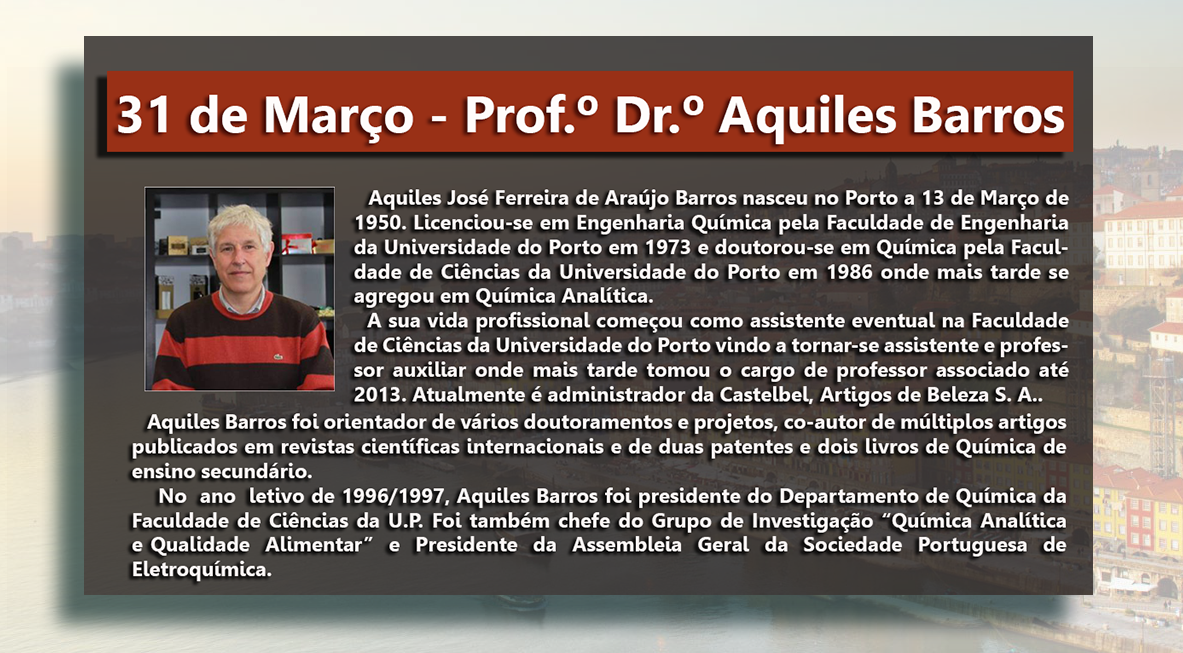 31 de Março - Prof.º Dr.º Aquiles Barros
Aquiles José Ferreira de Araújo Barros nasceu no Porto a 13 de Março de
1950. Licenciou-se em Engenharia Química pela Faculdade de Engenharia
da Universidade do Porto em 1973 e doutorou-se em Química pela Facul-
dade de Ciências da Universidade do Porto em 1986 onde mais tarde se
agregou em Química Analítica.
A sua vida profissional começou como assistente eventual na Faculdade
de Ciências da Universidade do Porto vindo a tornar-se assistente e profes-
sor auxiliar onde mais tarde tomou o cargo de professor associado até
2013. Atualmente é administrador da Castelbel, Artigos de Beleza S. A..
Aquiles Barros foi orientador de vários doutoramentos e projetos, co-autor de múltiplos artigos
publicados em revistas científicas internacionais e de duas patentes e dois livros de Química de
ensino secundário.
No ano letivo de 1996/1997, Aquiles Barros foi presidente do Departamento de Química da
Faculdade de Ciências da U.P. Foi também chefe do Grupo de Investigação “Química Analítica
e Qualidade Alimentar” e Presidente da Assembleia Geral da Sociedade Portuguesa de
Eletroquímica.